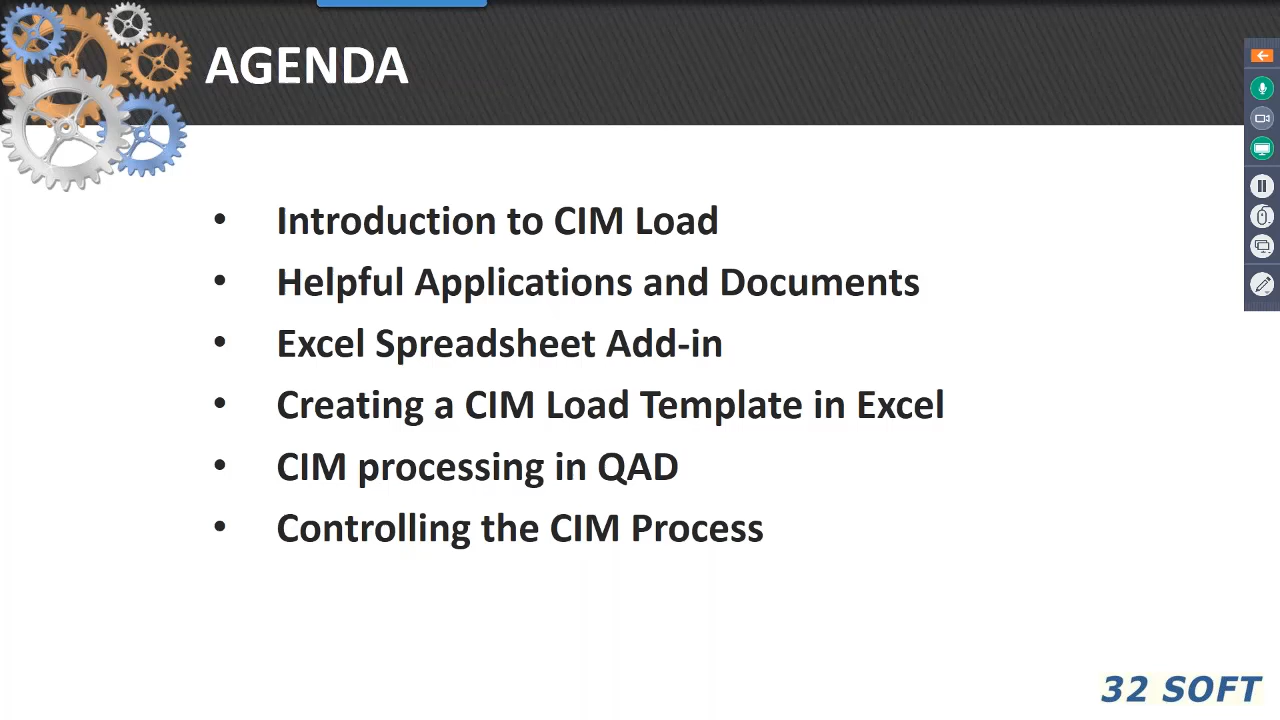 AGENDA
• Introduction to CIM Load
• Helpful Applications and Documents
• Excel Spreadsheet Add-in
• Creating a CIM Load Template in Excel
• CIM processing in QAD
• Controlling the CIM Process
32 SOFT